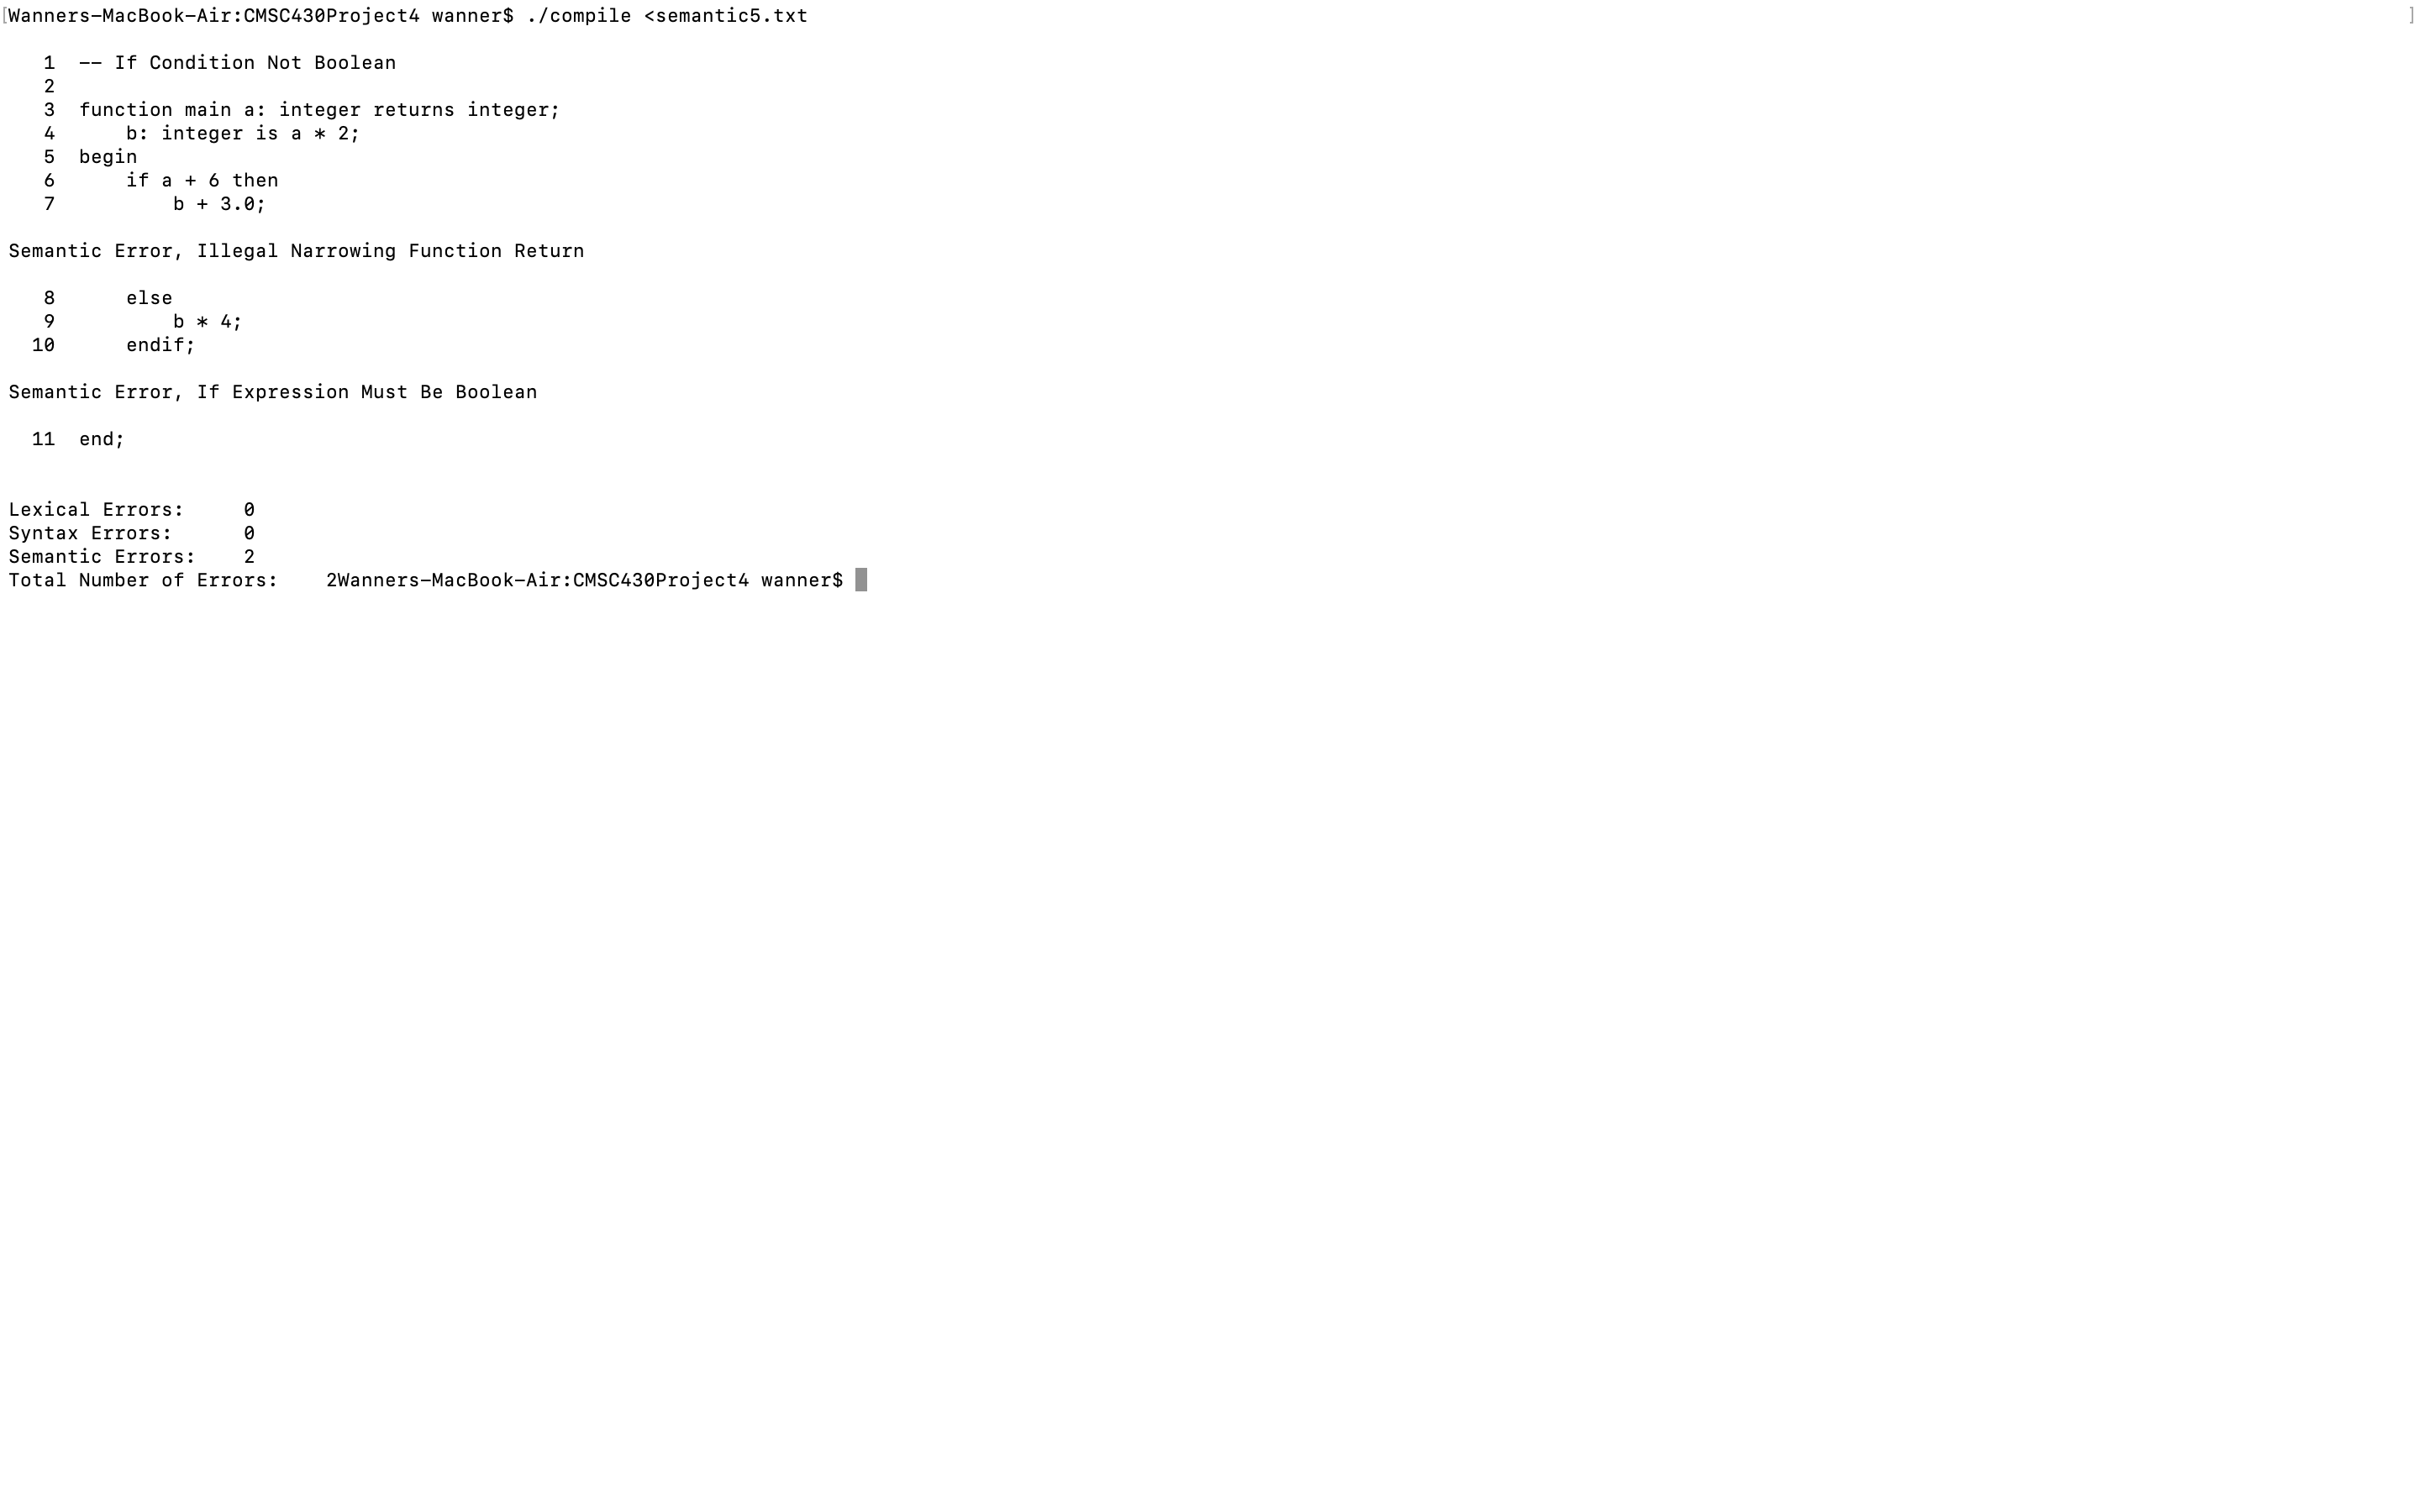 [Wanners-MacBook-Air:CMSC430Project4 wanner$ ./compile <semantic5.txt ]
1 -- If Condition Not Boolean
2
3 function main a: integer returns integer;
4 b: integer is a * 2;
5 begin
6 if a + 6 then
7 b + 3.0;
Semantic Error, Illegal Narrowing Function Return
8 else
9 b * 4;
10 endif;
Semantic Error, If Expression Must Be Boolean
11 end;
Lexical Errors: 0
Syntax Errors: 0
Semantic Errors: 2
Total Number of Errors: 2Wanners-MacBook-Air:CMSC430Project4 wanner$